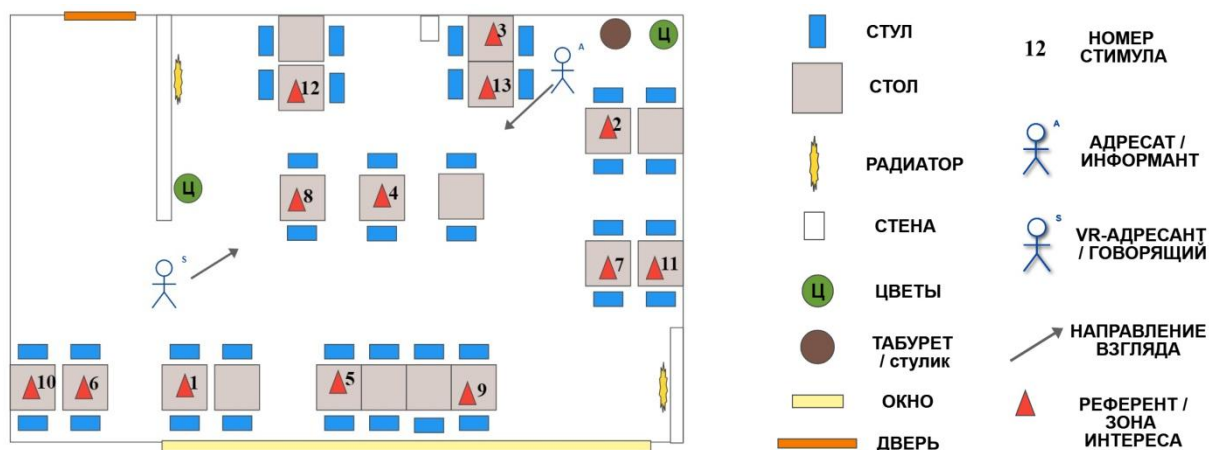 3
A
Ц
12
13
2
8
4
Ц
S
7
11
10
6
1
5
9
СТУЛ
СТОЛ
РАДИАТОР
СТЕНА
Ц
ЦВЕТЫ
ТАБУРЕТ
/ стулик
ОКНО
ДВЕРЬ
12
НОМЕР
СТИМУЛА
A
АДРЕСАТ /
ИНФОРМАНТ
S
VR-АДРЕСАНТ
/ ГОВОРЯЩИЙ
НАПРАВЛЕНИЕ
ВЗГЛЯДА
РЕФЕРЕНТ /
ЗОНА
ИНТЕРЕСА